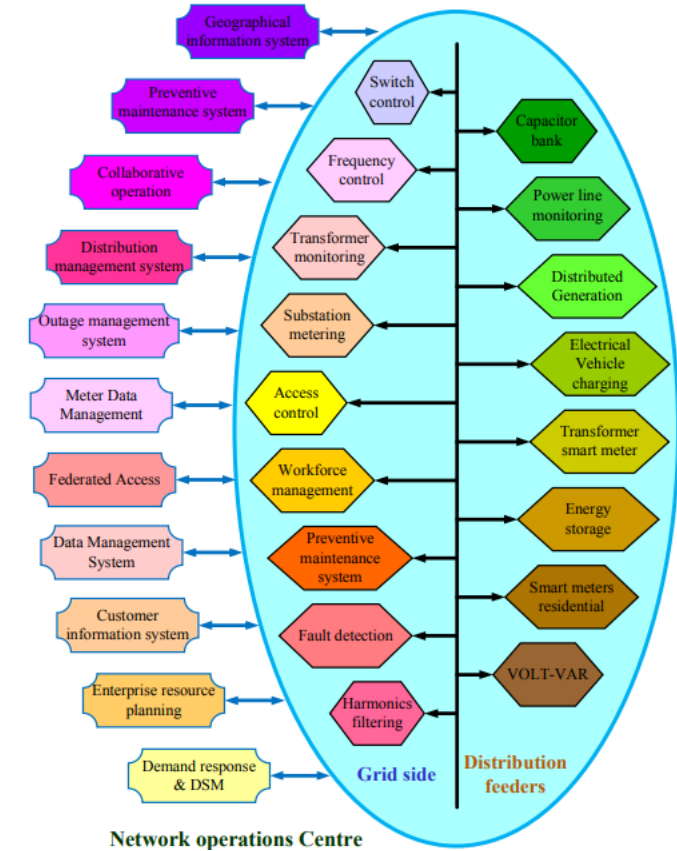 Geographical
information system
Preventive
maintenance system
Collaborative
operation
Distribution
management system
Outage management
system
Meter Data
Management
Federated Access
Data Management
System
Customer
information system
Enterprise resource
planning
Demand response
& DSM
Network operations Centre
Switch
control
Frequency
control
Transformer
monitoring
Substation
metering
Access
control
Workforce
management
Preventive
maintenance
system
Fault detection
Harmonics
filtering
Grid side
Capacitor
bank
Power line
monitoring
Distributed
Generation
Electrical
Vehicle
charging
Transformer
smart meter
Energy
storage
Smart meters
residential
VOLT-VAR
Distribution
feeders